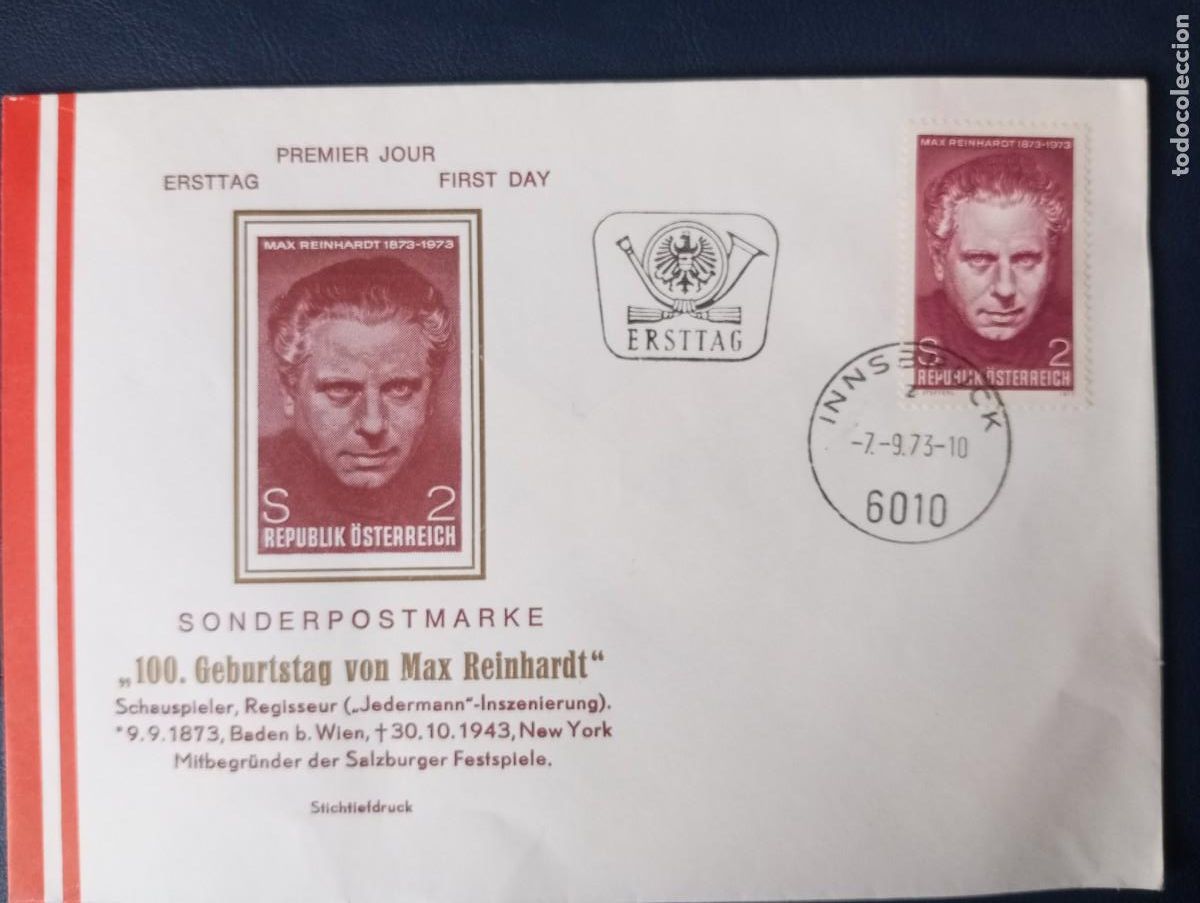 PREMIER JOUR
ERSTTAG FIRST DAY
MAX REINHARDT 1873-1973
S 2
REPUBLIK ÖSTERREICH
SONDERPOSTMARKE
„100. Geburtstag von Max Reinhardt“
Schauspieler, Regisseur („Jedermann“-Inszenierung).
*9.9.1873, Baden b. Wien, †30.10.1943, New York
Mitbegründer der Salzburger Festspiele.
Stichtiefdruck
ERSTTAG
MAX REINHARDT 1873-1973
S 2
REPUBLIK ÖSTERREICH
INNSBRUCK
2
-7.-9.73-10
6010
todocoleccion